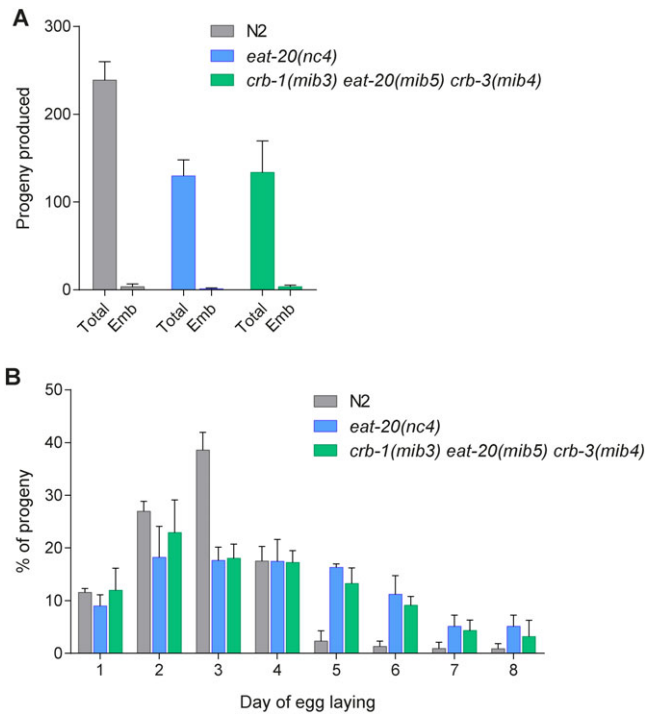 A
300
200
100
0
Progeny produced
N2
eat-20(nc4)
crb-1(mib3) eat-20(mib5) crb-3(mib4)
Total Emb Total Emb Total Emb
B
50
40
30
20
10
0
% of progeny
N2
eat-20(nc4)
crb-1(mib3) eat-20(mib5) crb-3(mib4)
1 2 3 4 5 6 7 8
Day of egg laying